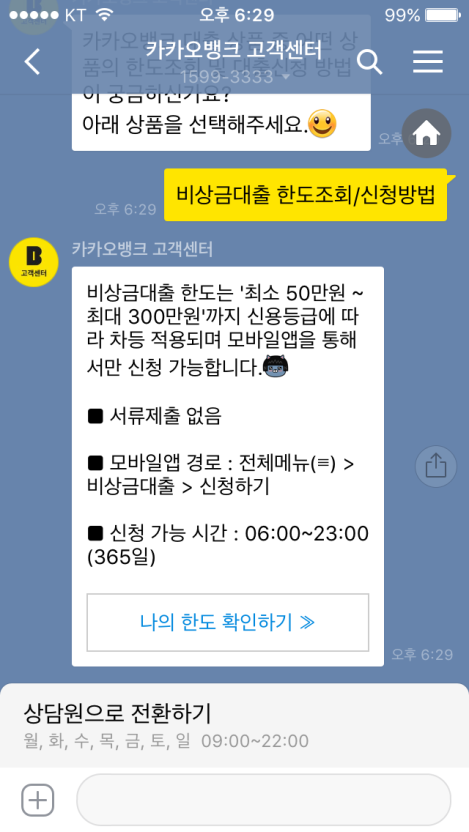 KT 오후 6:29 99%
카카오뱅크 고객센터
1599-3333
카카오뱅크 대출 상품 중 어떤 상
품의 한도조회 및 대출신청 방법
이 궁금하신가요?
아래 상품을 선택해주세요.
오후
비상금대출 한도조회/신청방법
오후 6:29
B
고객센터
카카오뱅크 고객센터
비상금대출 한도는 '최소 50만원 ~
최대 300만원'까지 신용등급에 따
라 차등 적용되며 모바일앱을 통해
서만 신청 가능합니다.
■ 서류제출 없음
■ 모바일앱 경로 : 전체메뉴(≡) >
비상금대출 > 신청하기
■ 신청 가능 시간 : 06:00~23:00
(365일)
나의 한도 확인하기 ≫
오후 6:29
상담원으로 전환하기
월, 화, 수, 목, 금, 토, 일 09:00~22:00